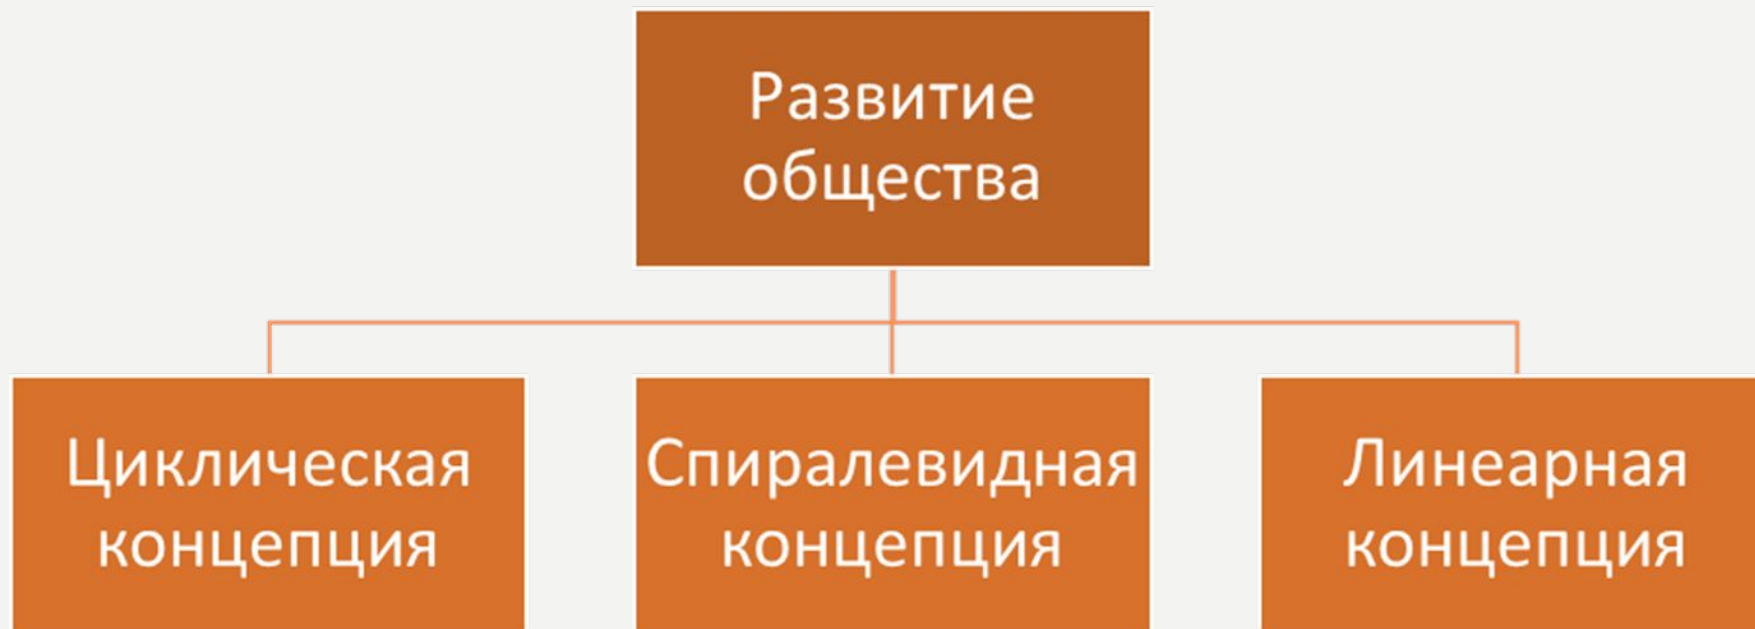 Развитие
общества
Циклическая
концепция
Спиралевидная
концепция
Линеарная
концепция